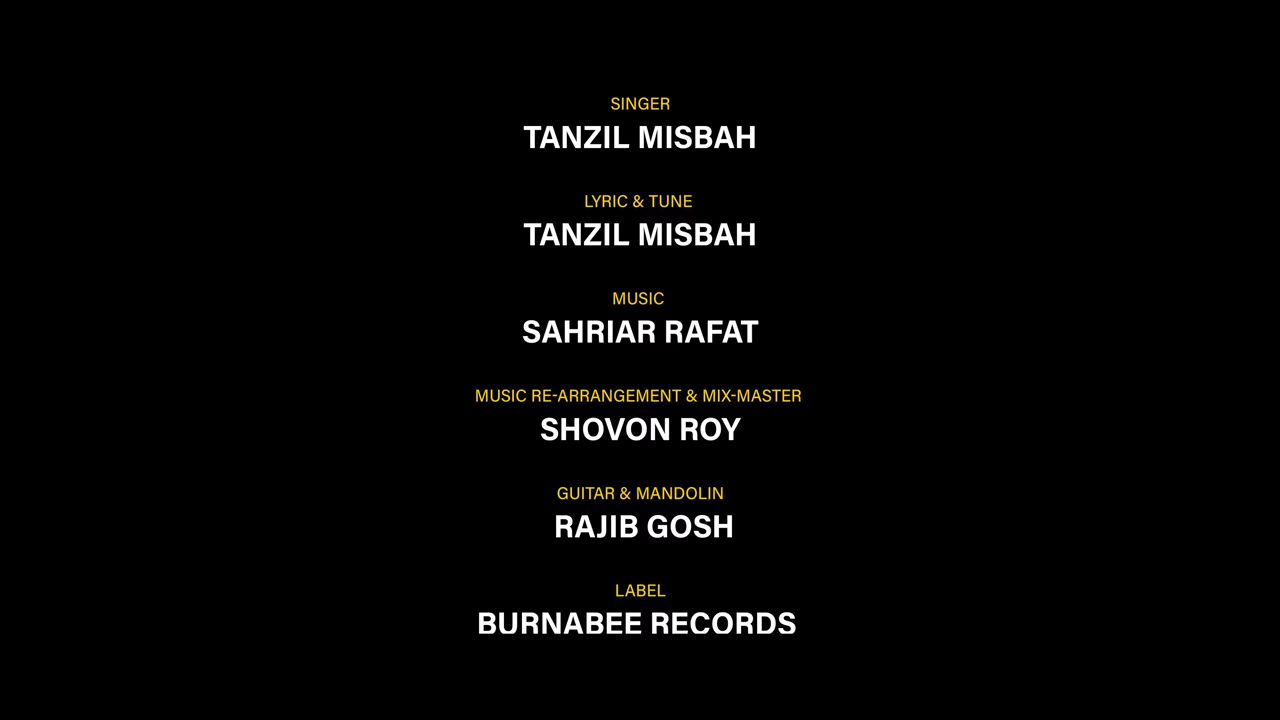 SINGER
TANZIL MISBAH
LYRIC & TUNE
TANZIL MISBAH
MUSIC
SAHRIAR RAFAT
MUSIC RE-ARRANGEMENT & MIX-MASTER
SHOVON ROY
GUITAR & MANDOLIN
RAJIB GOSH
LABEL
BURNABEE RECORDS